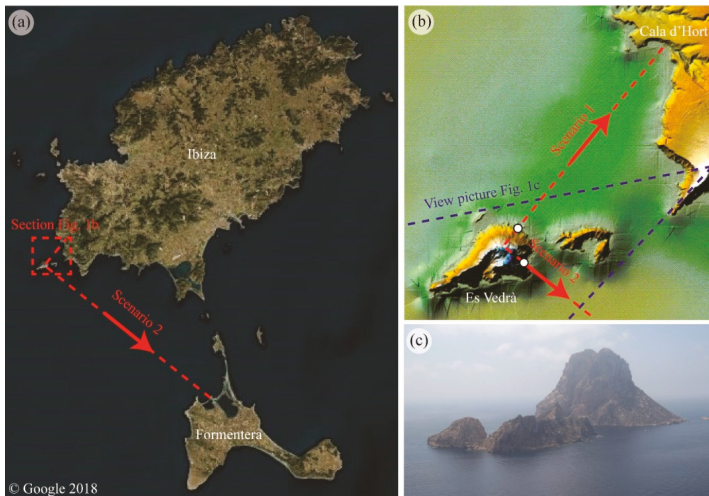 (a)
Ibiza
Section Fig. 1b
Scenario 2
Formentera
© Google 2018
(b)
Cala d'Hort
Scenario 1
View picture Fig. 1c
Scenario 2
Es Vedrà
(c)